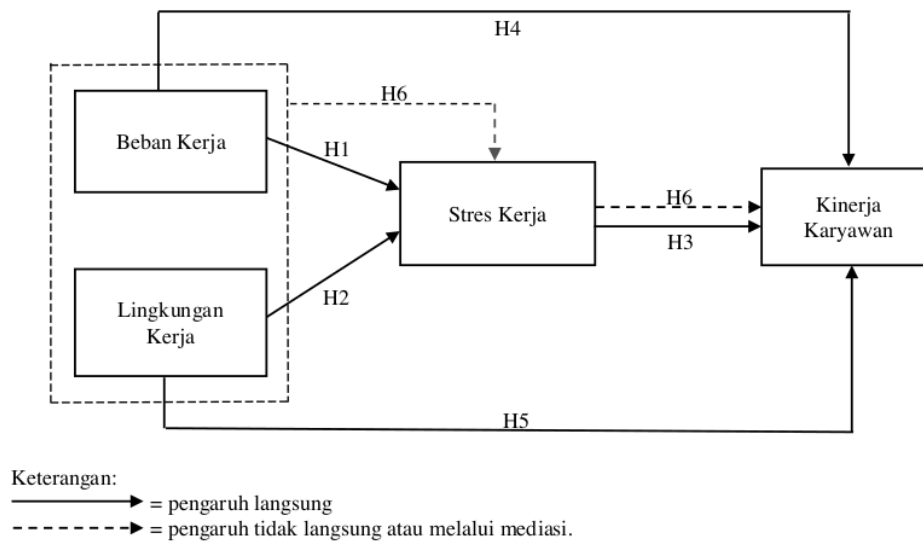 H4
H6
Beban Kerja
H1
Stres Kerja
H6
H3
Kinerja
Karyawan
H2
Lingkungan
Kerja
H5
Keterangan:
= pengaruh langsung
= pengaruh tidak langsung atau melalui mediasi.